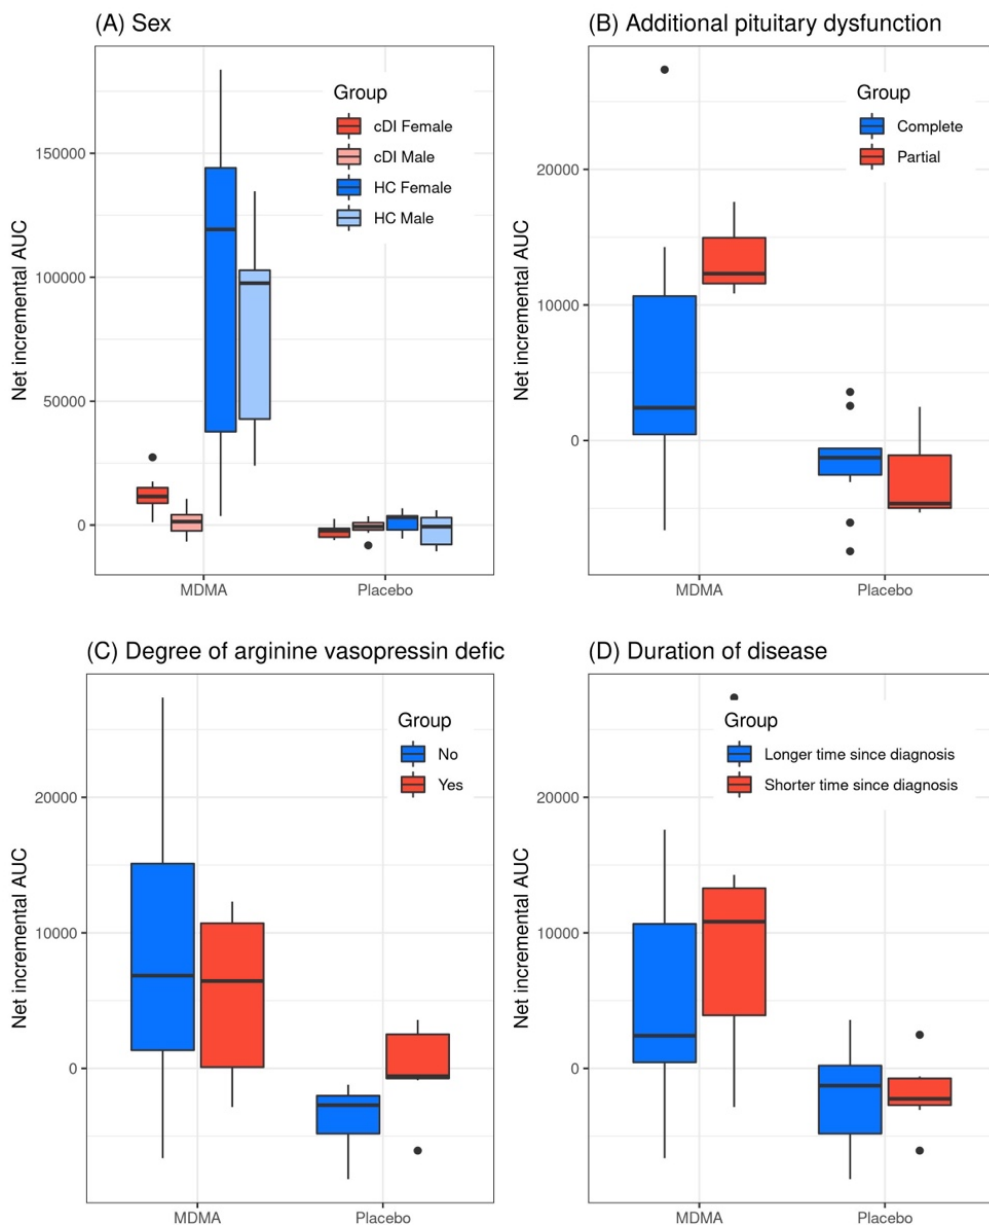 (A) Sex
Net incremental AUC
150000
100000
50000
0
Group
cDI Female
cDI Male
HC Female
HC Male
MDMA
Placebo
(B) Additional pituitary dysfunction
Net incremental AUC
20000
10000
0
Group
Complete
Partial
MDMA
Placebo
(C) Degree of arginine vasopressin defic
Net incremental AUC
20000
10000
0
Group
No
Yes
MDMA
Placebo
(D) Duration of disease
Net incremental AUC
20000
10000
0
Group
Longer time since diagnosis
Shorter time since diagnosis
MDMA
Placebo